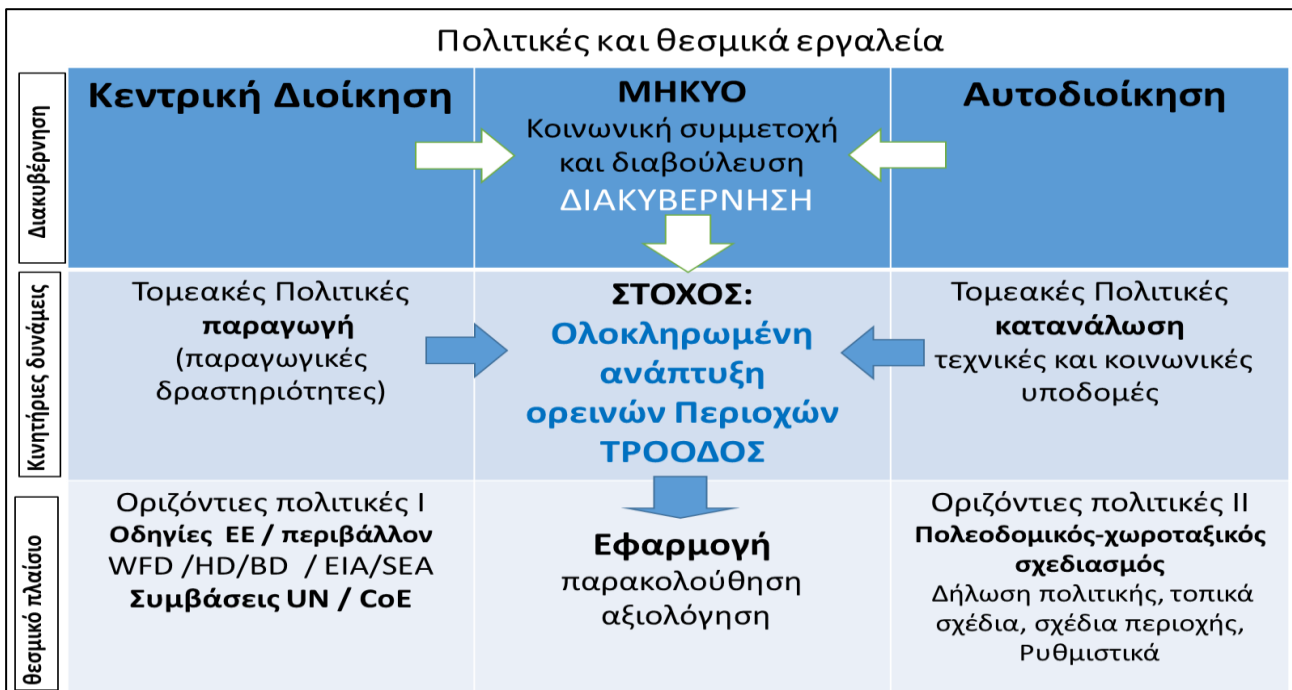 Πολιτικές και θεσμικά εργαλεία
Διακυβέρνηση
Κεντρική Διοίκηση
ΜΗΚΥΟ
Κοινωνική συμμετοχή
και διαβούλευση
ΔΙΑΚΥΒΕΡΝΗΣΗ
Αυτοδιοίκηση
Κινητήριες δυνάμεις
Τομεακές Πολιτικές
παραγωγή
(παραγωγικές
δραστηριότητες)
ΣΤΟΧΟΣ:
Ολοκληρωμένη
ανάπτυξη
ορεινών Περιοχών
ΤΡΟΟΔΟΣ
Τομεακές Πολιτικές
κατανάλωση
τεχνικές και κοινωνικές
υποδομές
θεσμικό πλαίσιο
Οριζόντιες πολιτικές Ι
Οδηγίες ΕΕ / περιβάλλον
WFD /HD/BD / EIA/SEA
Συμβάσεις UN / CoE
Εφαρμογή
παρακολούθηση
αξιολόγηση
Οριζόντιες πολιτικές ΙΙ
Πολεοδομικός-χωροταξικός
σχεδιασμός
Δήλωση πολιτικής, τοπικά
σχέδια, σχέδια περιοχής,
Ρυθμιστικά